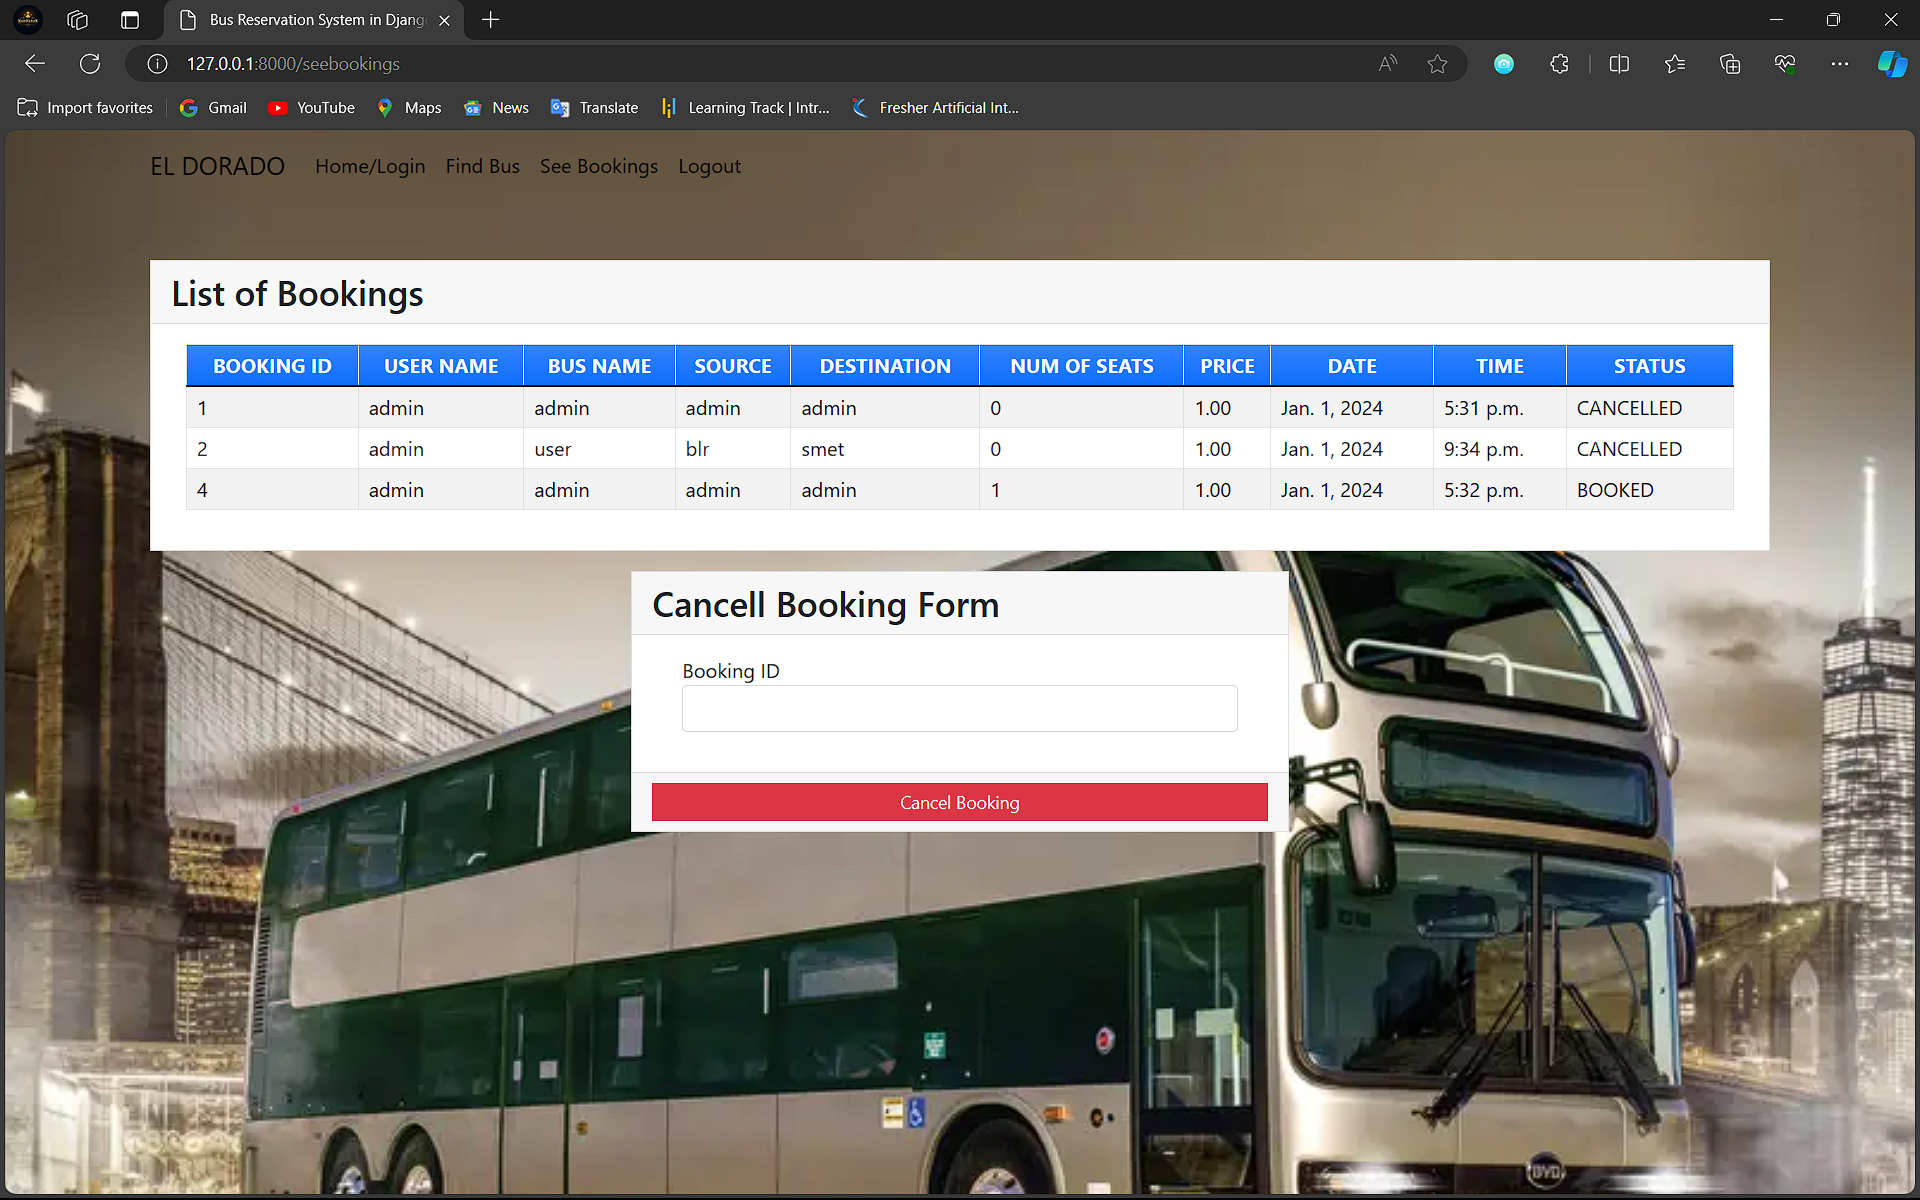 Bus Reservation System in Djang
127.0.0.1:8000/seebookings
Import favorites Gmail YouTube Maps News Translate Learning Track | Intr... Fresher Artificial Int...
EL DORADO Home/Login Find Bus See Bookings Logout
List of Bookings
BOOKING ID USER NAME BUS NAME SOURCE DESTINATION NUM OF SEATS PRICE DATE TIME STATUS
1 admin admin admin admin 0 1.00 Jan. 1, 2024 5:31 p.m. CANCELLED
2 admin user blr smet 0 1.00 Jan. 1, 2024 9:34 p.m. CANCELLED
4 admin admin admin admin 1 1.00 Jan. 1, 2024 5:32 p.m. BOOKED
Cancell Booking Form
Booking ID
Cancel Booking
BYD